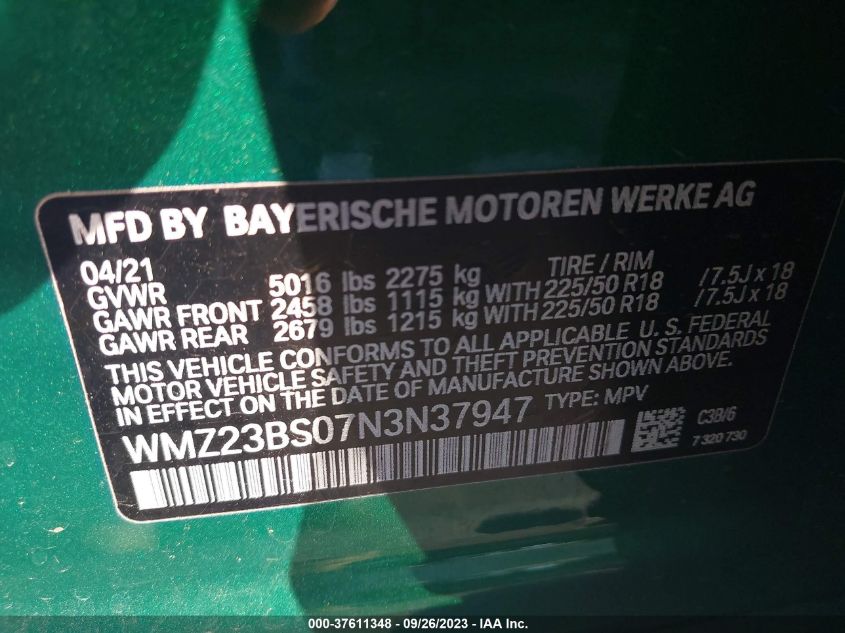 MFD BY BAYERISCHE MOTOREN WERKE AG
04/21 TIRE / RIM
GVWR 5016 lbs 2275 kg
GAWR FRONT 2458 lbs 1115 kg WITH 225/50 R18 / 7.5J x 18
GAWR REAR 2679 lbs 1215 kg WITH 225/50 R18 / 7.5J x 18
THIS VEHICLE CONFORMS TO ALL APPLICABLE U. S. FEDERAL
MOTOR VEHICLE SAFETY AND THEFT PREVENTION STANDARDS
IN EFFECT ON THE DATE OF MANUFACTURE SHOWN ABOVE.
WMZ23BS07N3N37947 TYPE: MPV
C3B/6
7 320 730
000-37611348 - 09/26/2023 - IAA Inc.